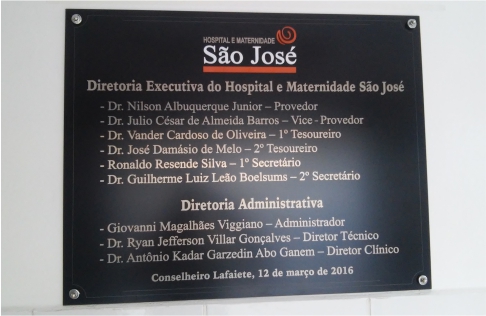 HOSPITAL E MATERNIDADE
São José
Diretoria Executiva do Hospital e Maternidade São José
- Dr. Nilson Albuquerque Junior – Provedor
- Dr. Julio César de Almeida Barros – Vice - Provedor
- Dr. Vander Cardoso de Oliveira – 1º Tesoureiro
- Dr. José Damásio de Melo – 2º Tesoureiro
- Ronaldo Resende Silva – 1º Secretário
- Dr. Guilherme Luiz Leão Boelsums – 2º Secretário
Diretoria Administrativa
- Giovanni Magalhães Viggiano – Administrador
- Dr. Ryan Jefferson Villar Gonçalves – Diretor Técnico
- Dr. Antônio Kadar Garzedin Abo Ganem – Diretor Clínico
Conselheiro Lafaiete, 12 de março de 2016